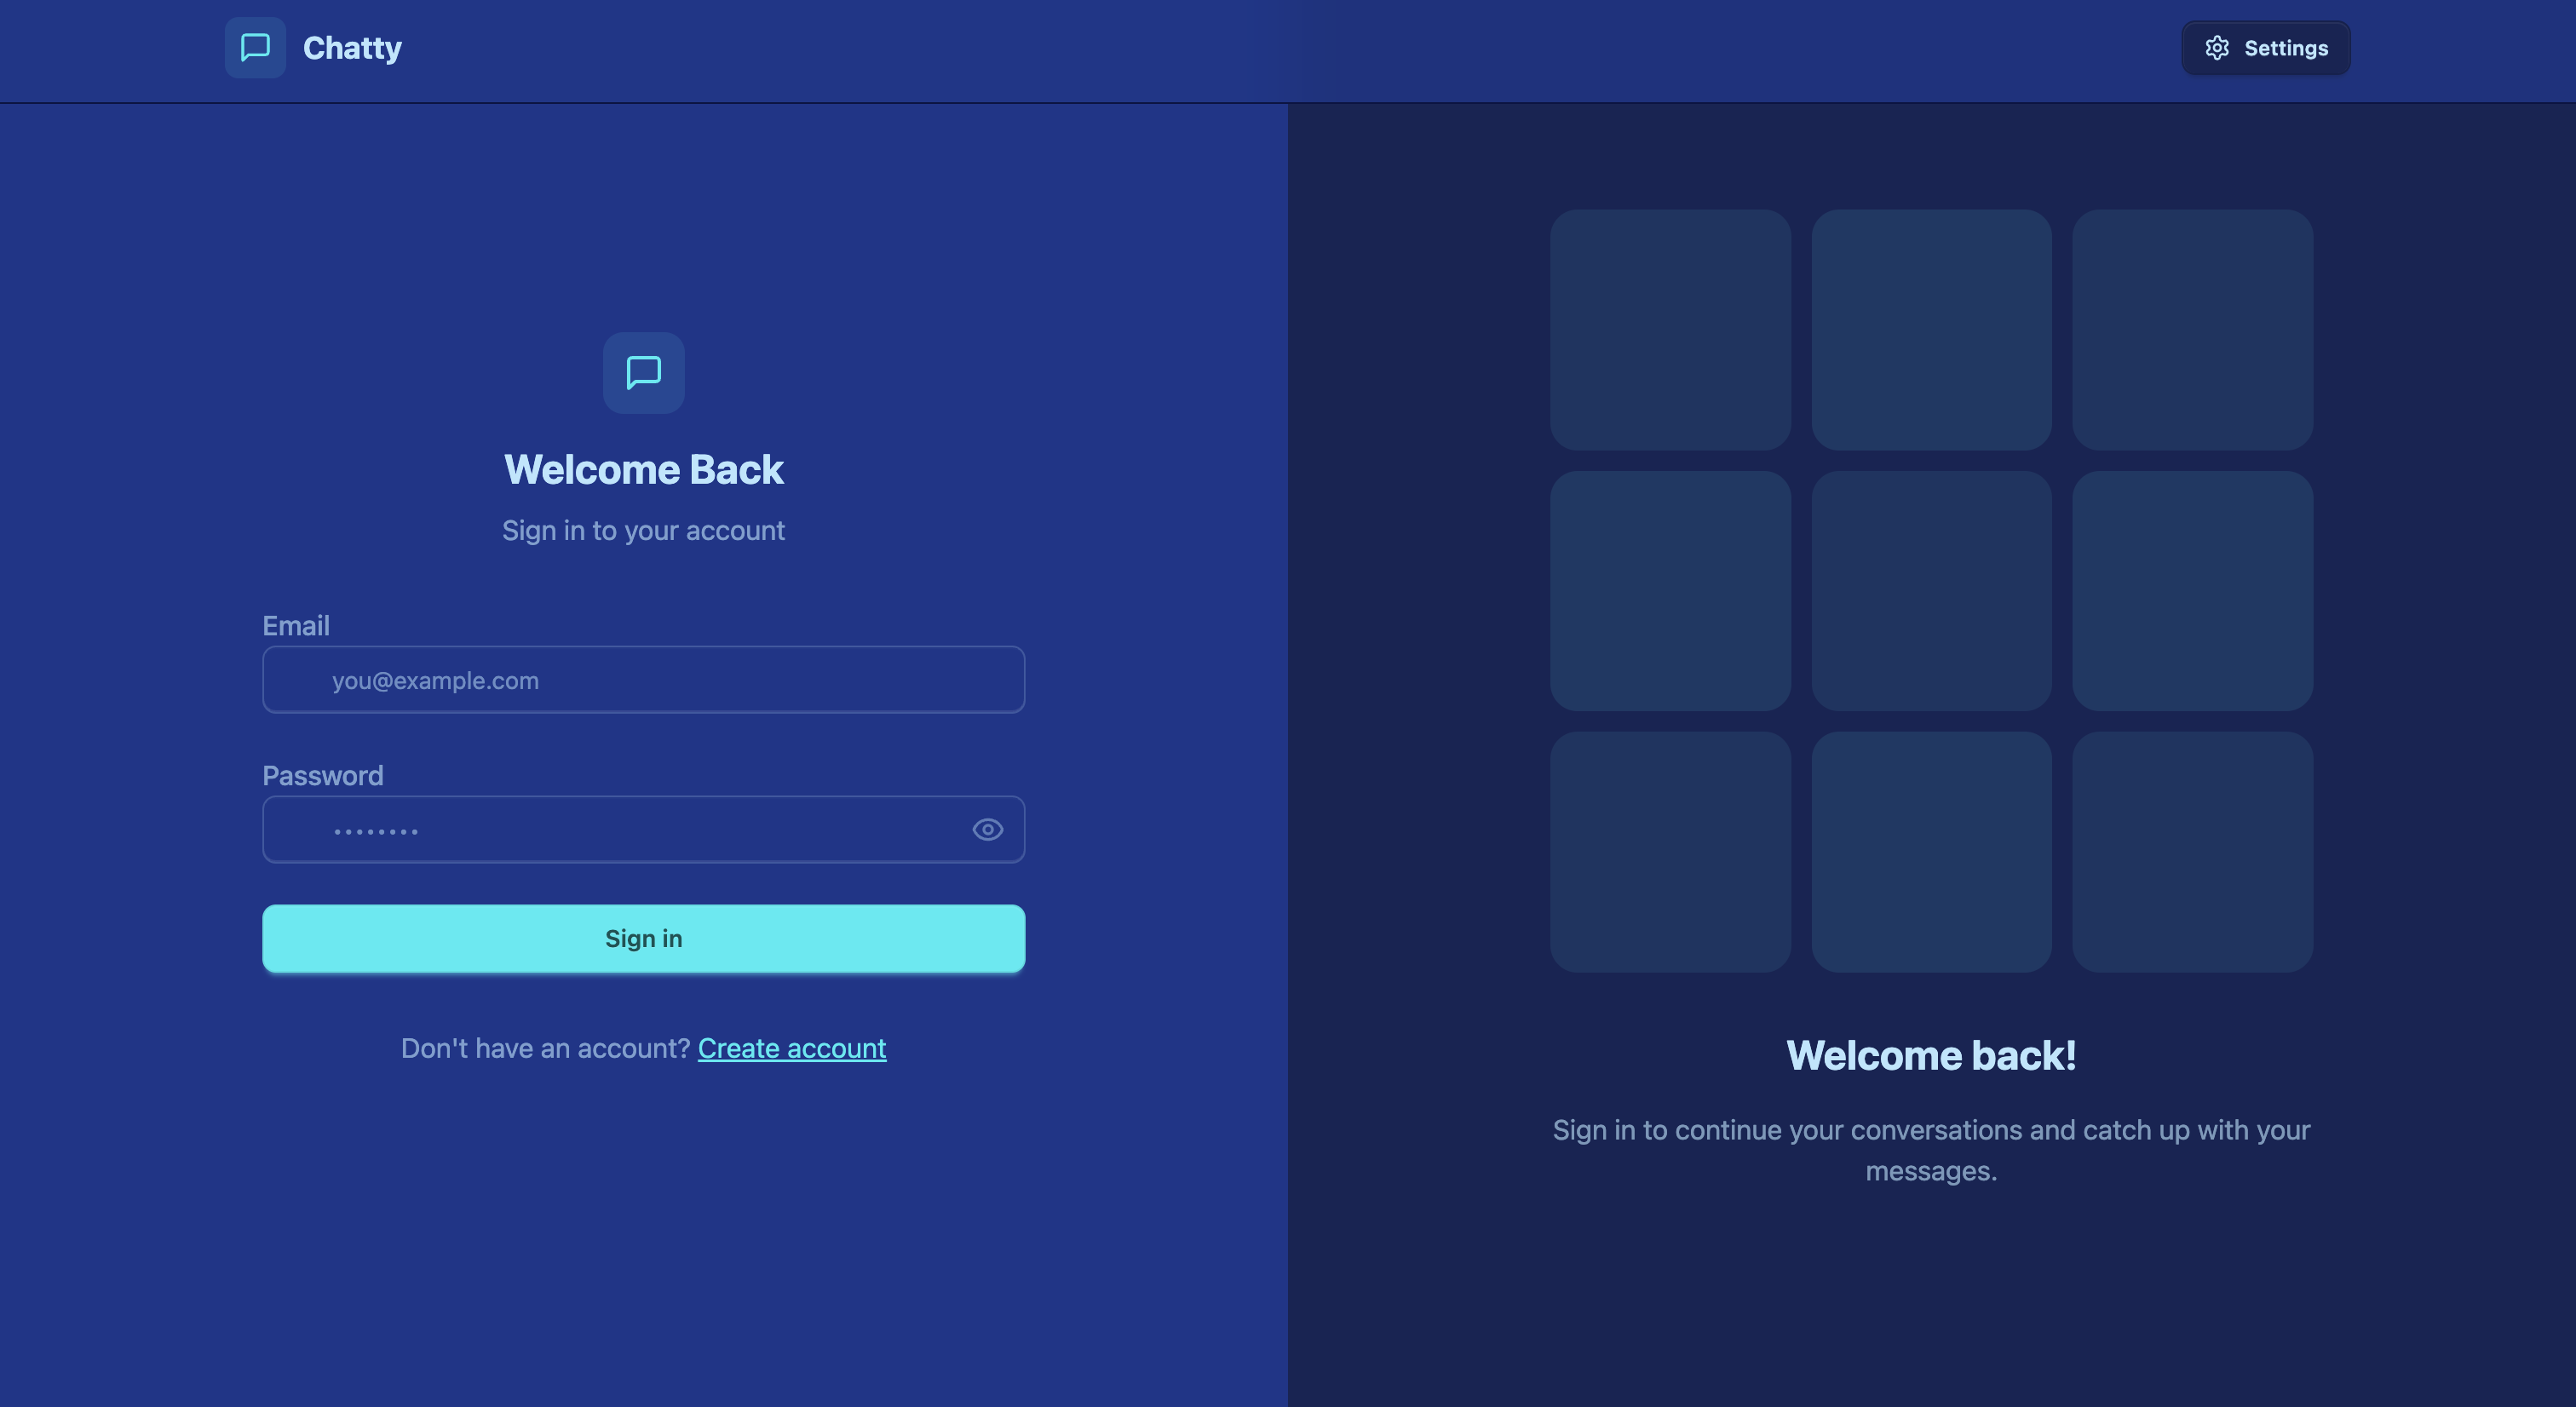 Chatty
Settings
Welcome Back
Sign in to your account
Email
you@example.com
Password
••••••••
Sign in
Don't have an account? Create account
Welcome back!
Sign in to continue your conversations and catch up with your
messages.